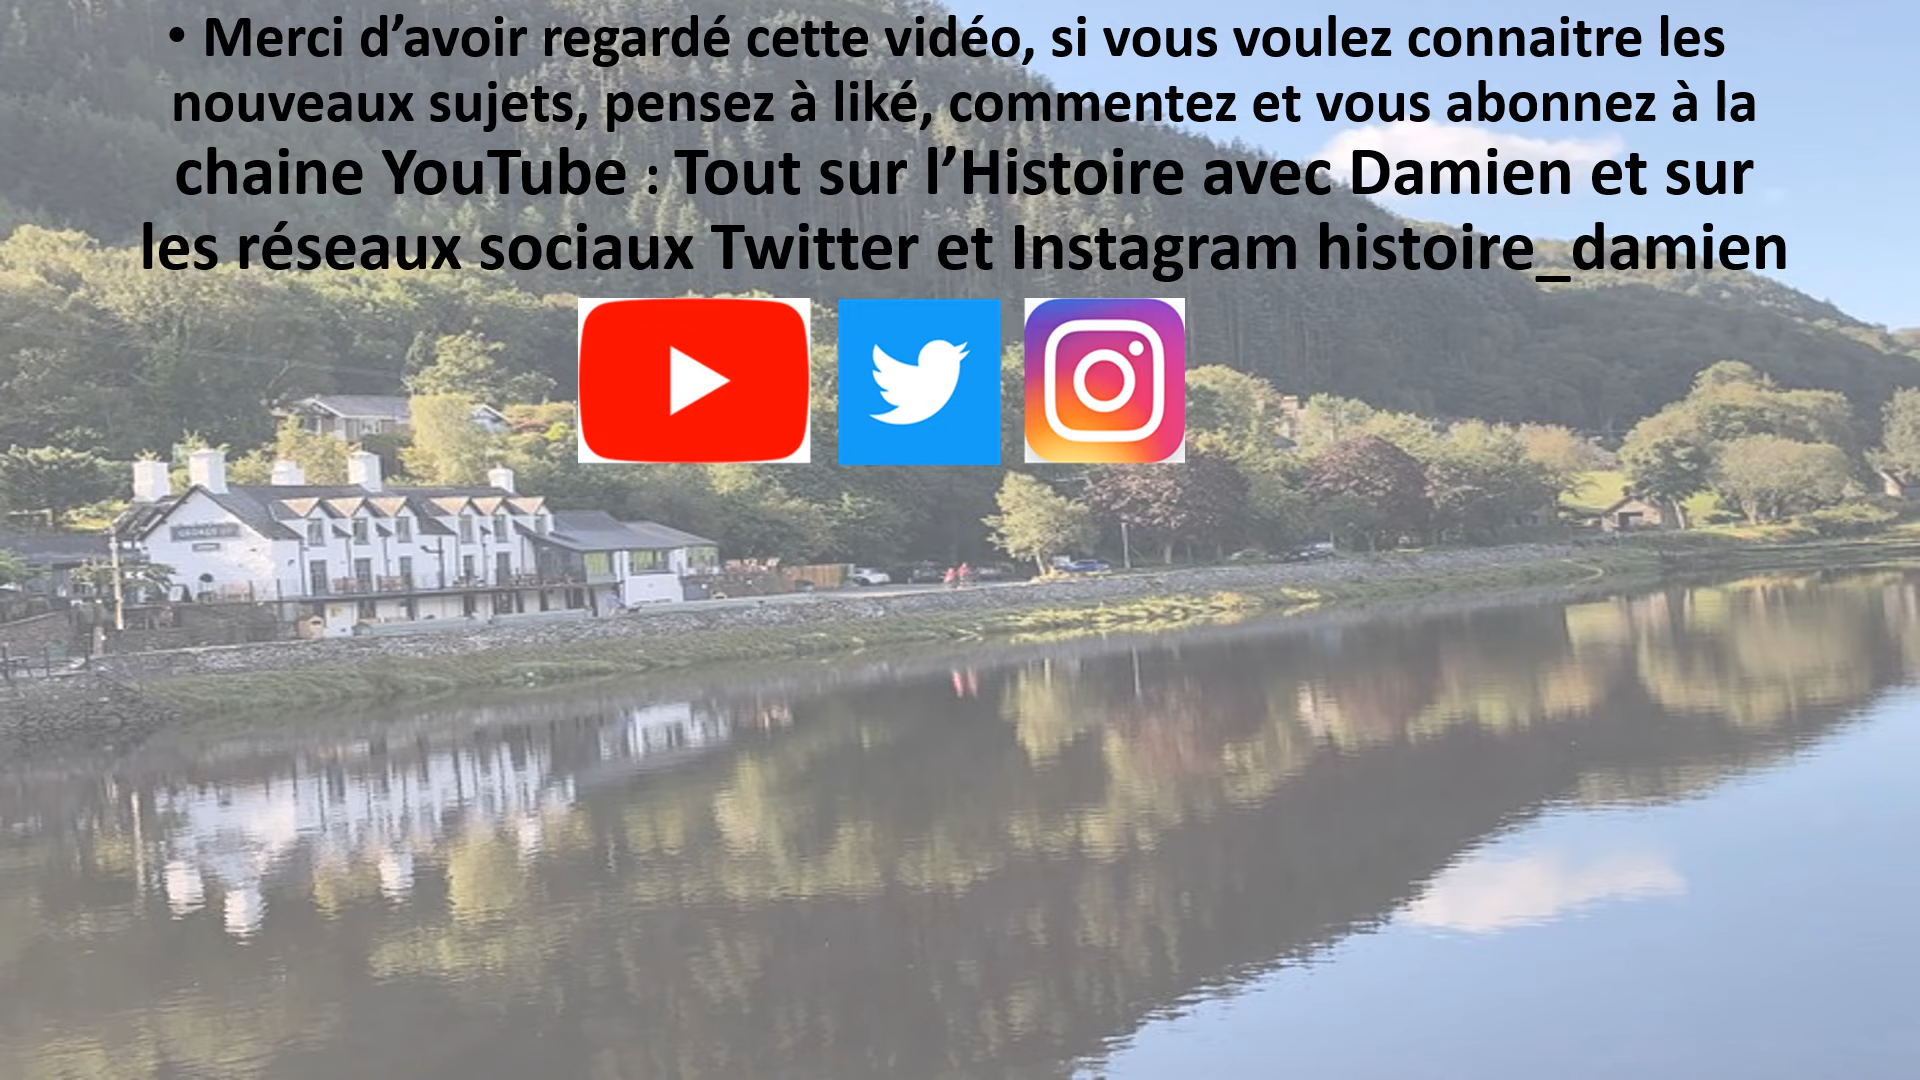 • Merci d’avoir regardé cette vidéo, si vous voulez connaitre les
nouveaux sujets, pensez à liké, commentez et vous abonnez à la
chaine YouTube : Tout sur l’Histoire avec Damien et sur
les réseaux sociaux Twitter et Instagram histoire_damien